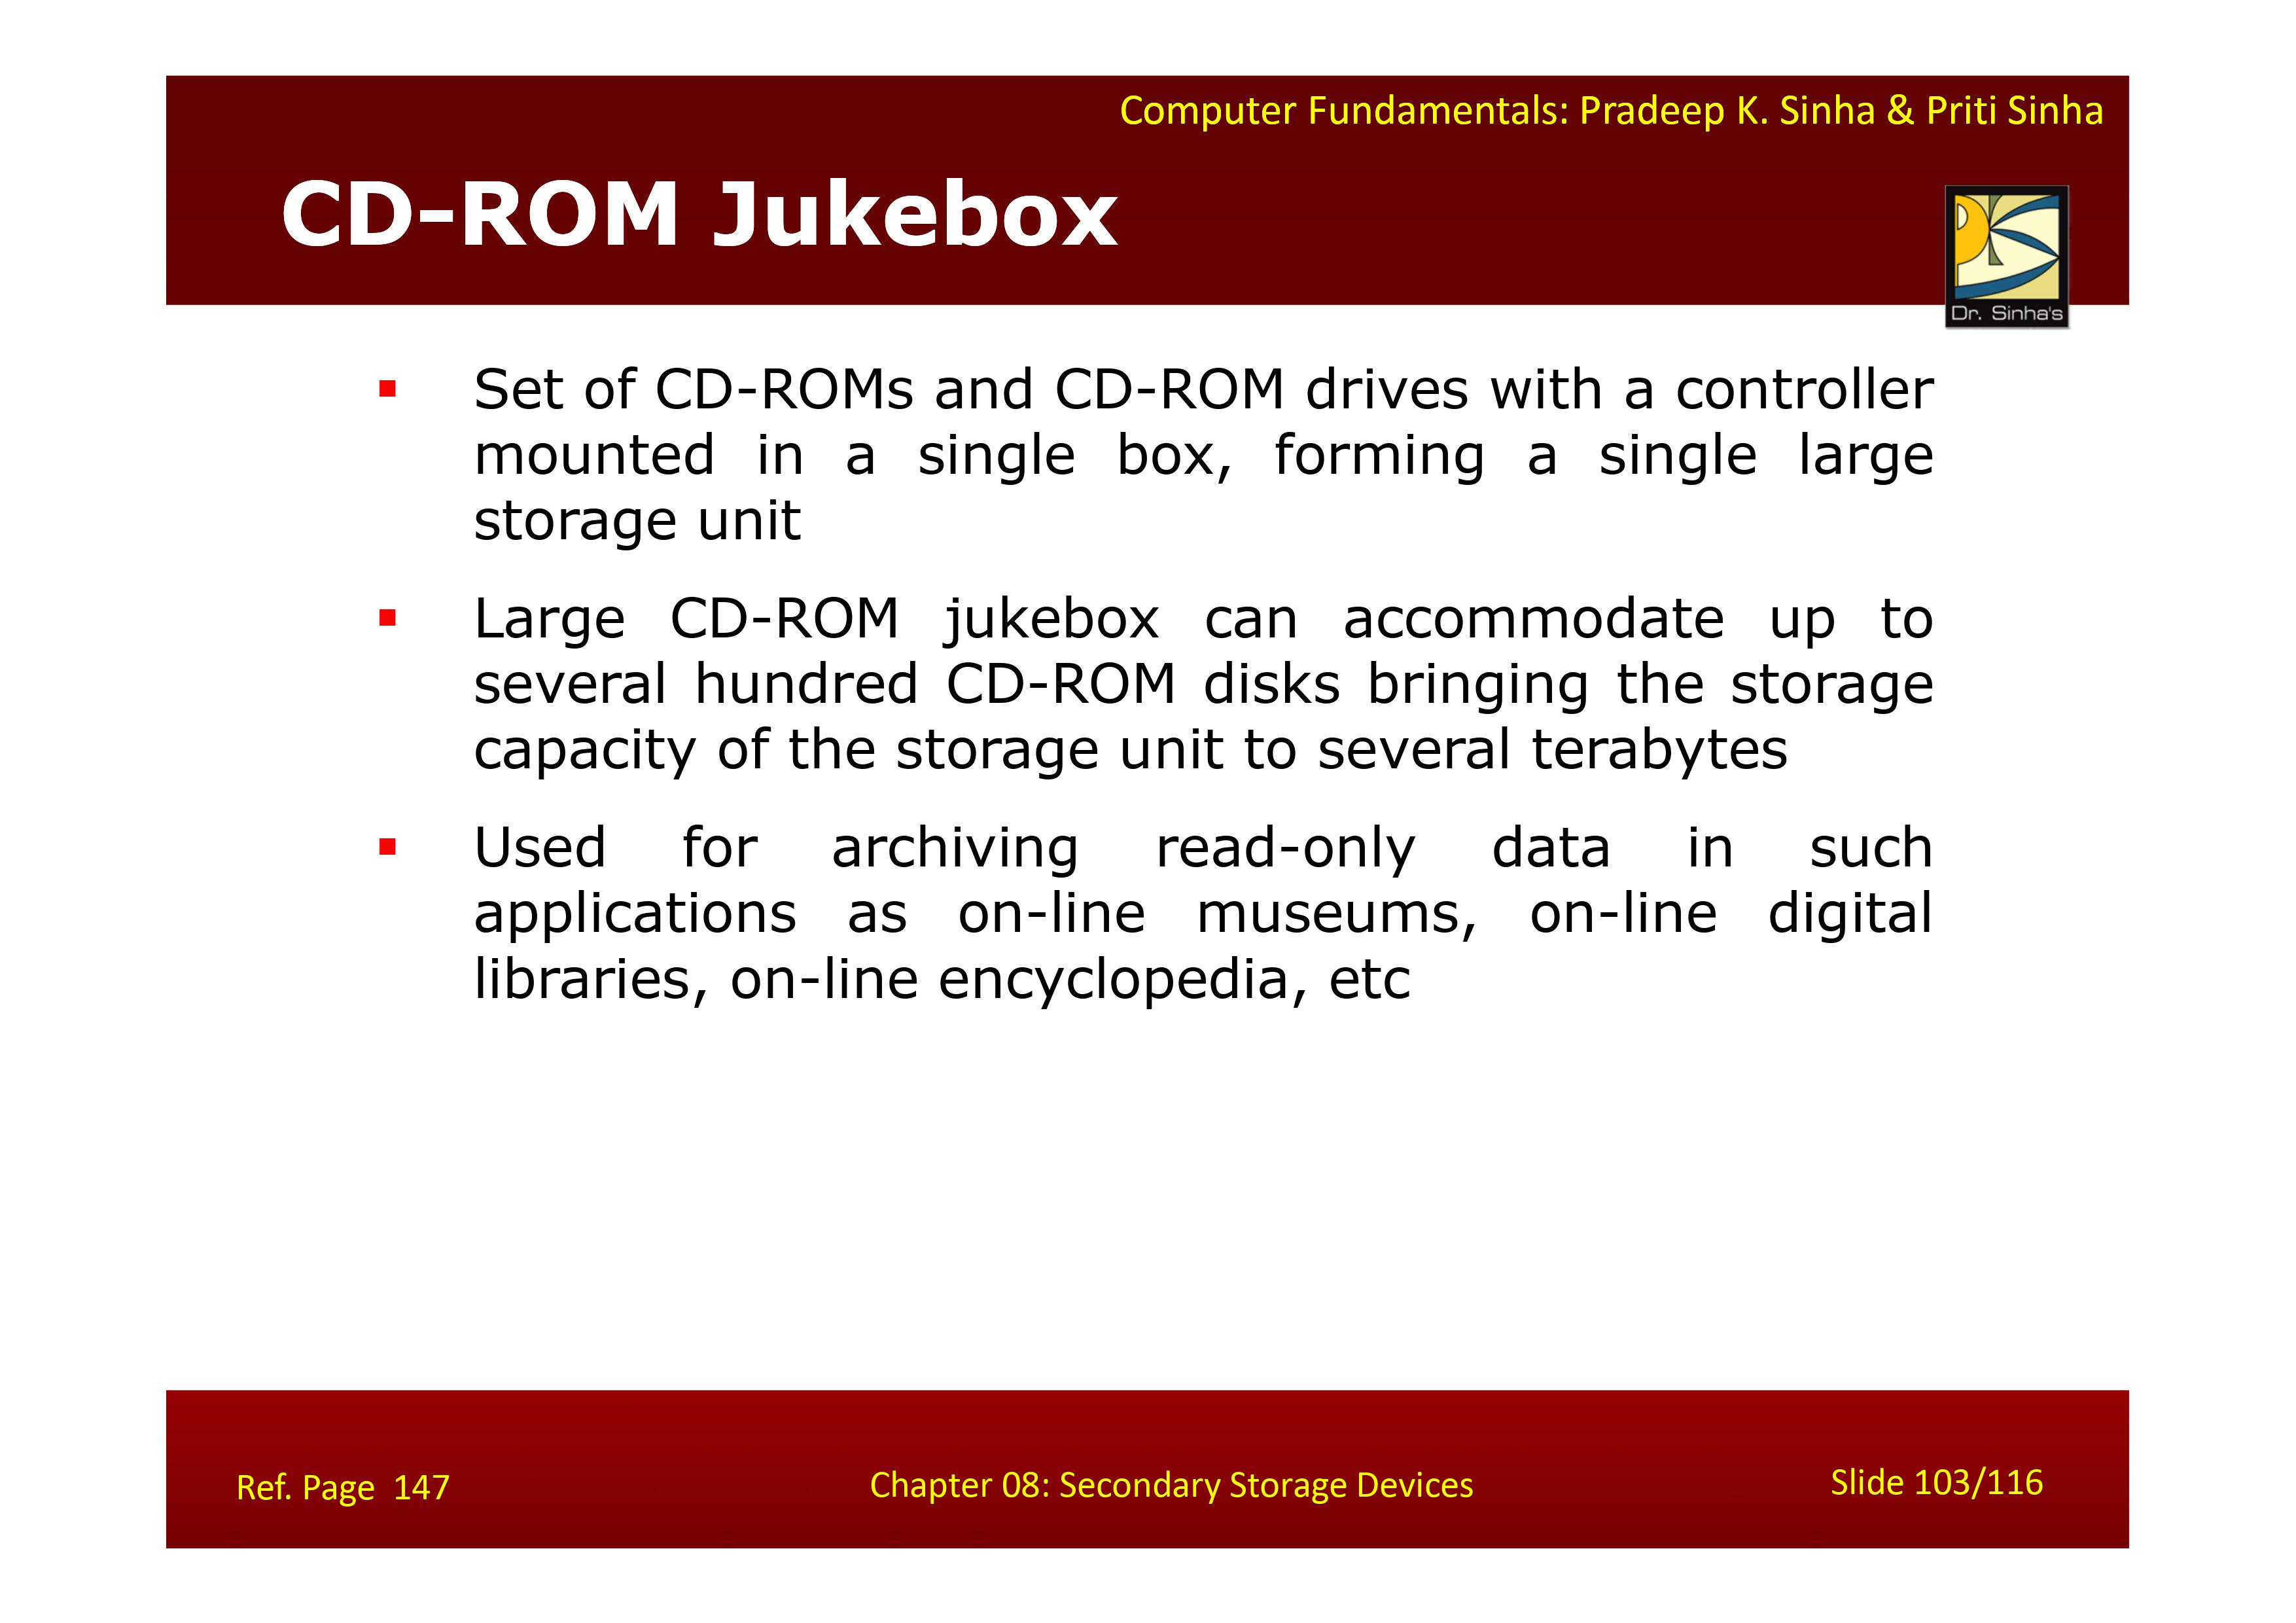 Computer Fundamentals: Pradeep K. Sinha & Priti Sinha
CD-ROM Jukebox
Dr. Sinha's
▪ Set of CD-ROMs and CD-ROM drives with a controller
mounted in a single box, forming a single large
storage unit
▪ Large CD-ROM jukebox can accommodate up to
several hundred CD-ROM disks bringing the storage
capacity of the storage unit to several terabytes
▪ Used for archiving read-only data in such
applications as on-line museums, on-line digital
libraries, on-line encyclopedia, etc
Ref. Page 147
Chapter 08: Secondary Storage Devices
Slide 103/116